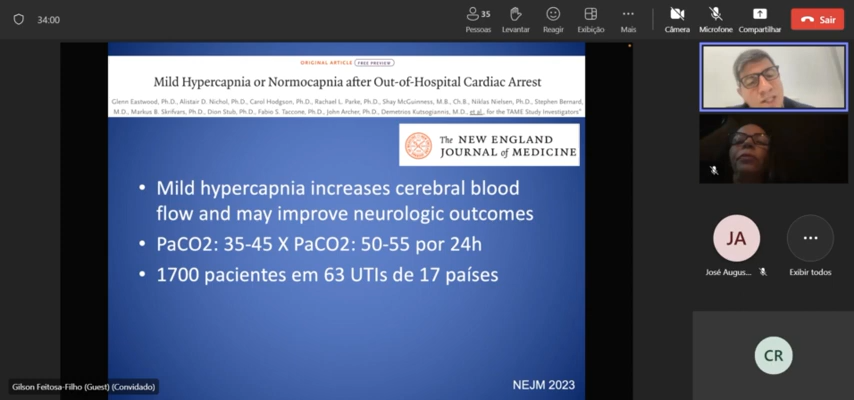 34:00
35
Pessoas
Levantar
Reagir
Exibição
Mais
Câmera
Microfone
Compartilhar
Sair
ORIGINAL ARTICLE FREE PREVIEW
Mild Hypercapnia or Normocapnia after Out-of-Hospital Cardiac Arrest
Glenn Eastwood, Ph.D., Alistair D. Nichol, Ph.D., Carol Hodgson, Ph.D., Rachael L. Parke, Ph.D., Shay McGuinness, M.B., Ch.B., Niklas Nielsen, Ph.D., Stephen Bernard,
M.D., Markus B. Skrifvars, Ph.D., Dion Stub, Ph.D., Fabio S. Taccone, Ph.D., John Archer, Ph.D., Demetrios Kutsogiannis, M.D., et al., for the TAME Study Investigators*
The NEW ENGLAND
JOURNAL of MEDICINE
• Mild hypercapnia increases cerebral blood
flow and may improve neurologic outcomes
• PaCO2: 35-45 X PaCO2: 50-55 por 24h
• 1700 pacientes em 63 UTIs de 17 países
NEJM 2023
Gilson Feitosa-Filho (Guest) (Convidado)
JA
José Augus...
Exibir todos
CR